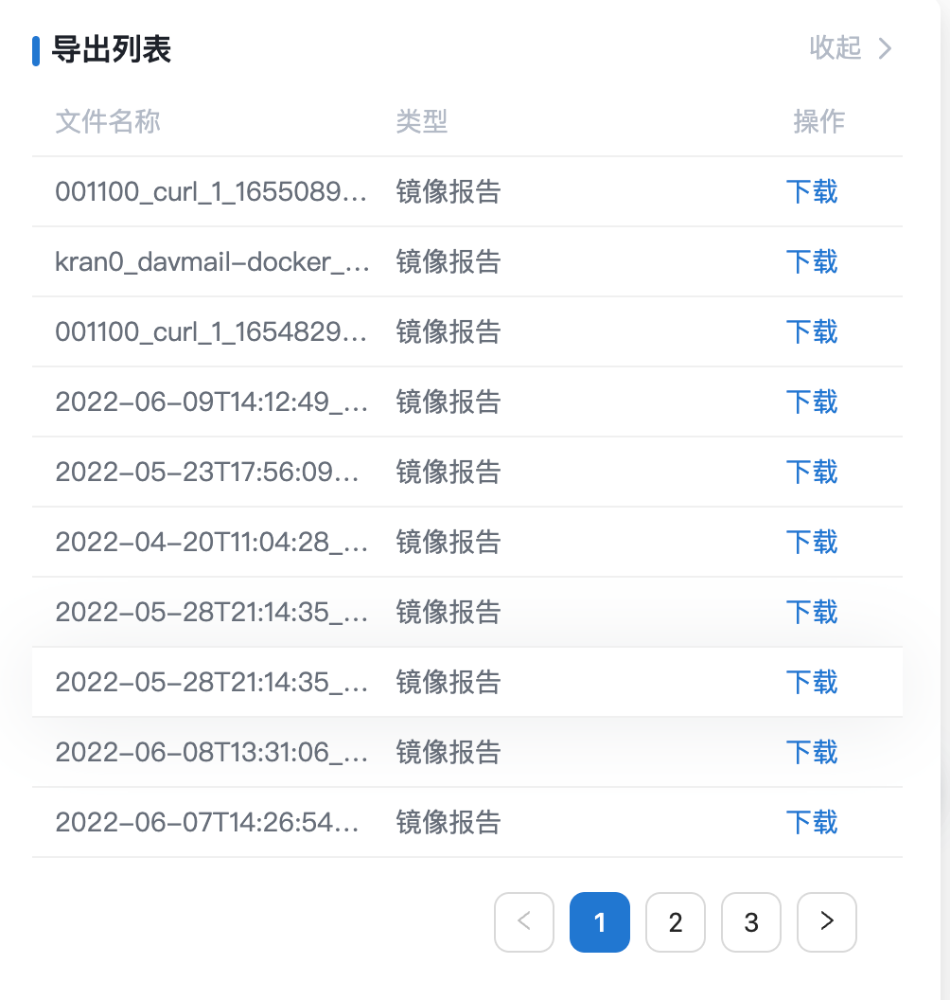 导出列表 收起 >
文件名称 类型 操作
001100_curl_1_1655089... 镜像报告 下载
kran0_davmail-docker_... 镜像报告 下载
001100_curl_1_1654829... 镜像报告 下载
2022-06-09T14:12:49_... 镜像报告 下载
2022-05-23T17:56:09... 镜像报告 下载
2022-04-20T11:04:28_... 镜像报告 下载
2022-05-28T21:14:35_... 镜像报告 下载
2022-05-28T21:14:35_... 镜像报告 下载
2022-06-08T13:31:06_... 镜像报告 下载
2022-06-07T14:26:54... 镜像报告 下载
< 1 2 3 >